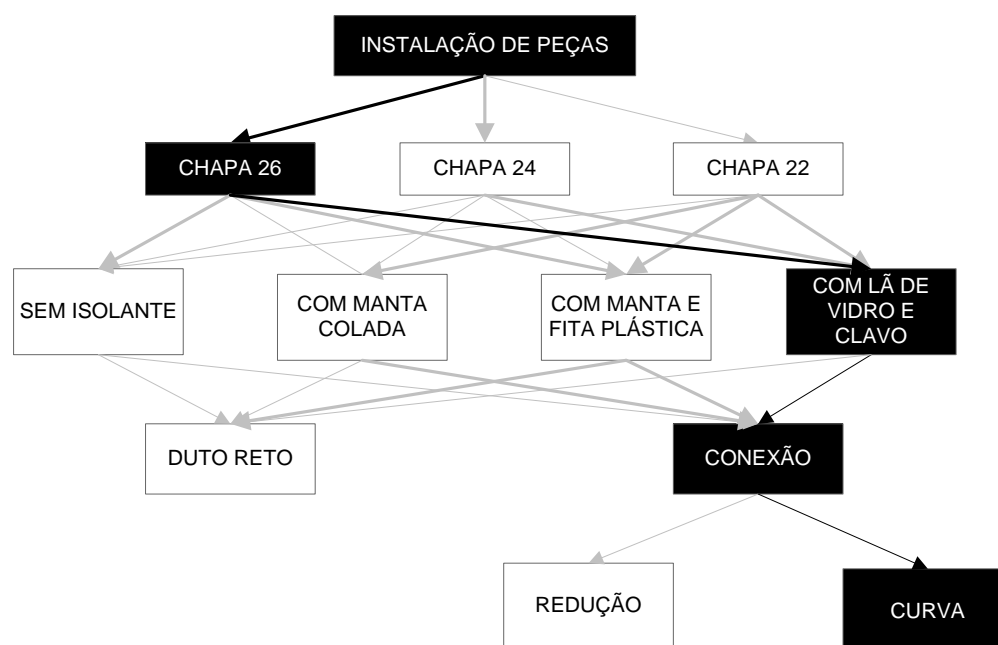 INSTALAÇÃO DE PEÇAS
CHAPA 26
CHAPA 24
CHAPA 22
SEM ISOLANTE
COM MANTA
COLADA
COM MANTA E
FITA PLÁSTICA
COM LÃ DE
VIDRO E
CLAVO
DUTO RETO
CONEXÃO
REDUÇÃO
CURVA